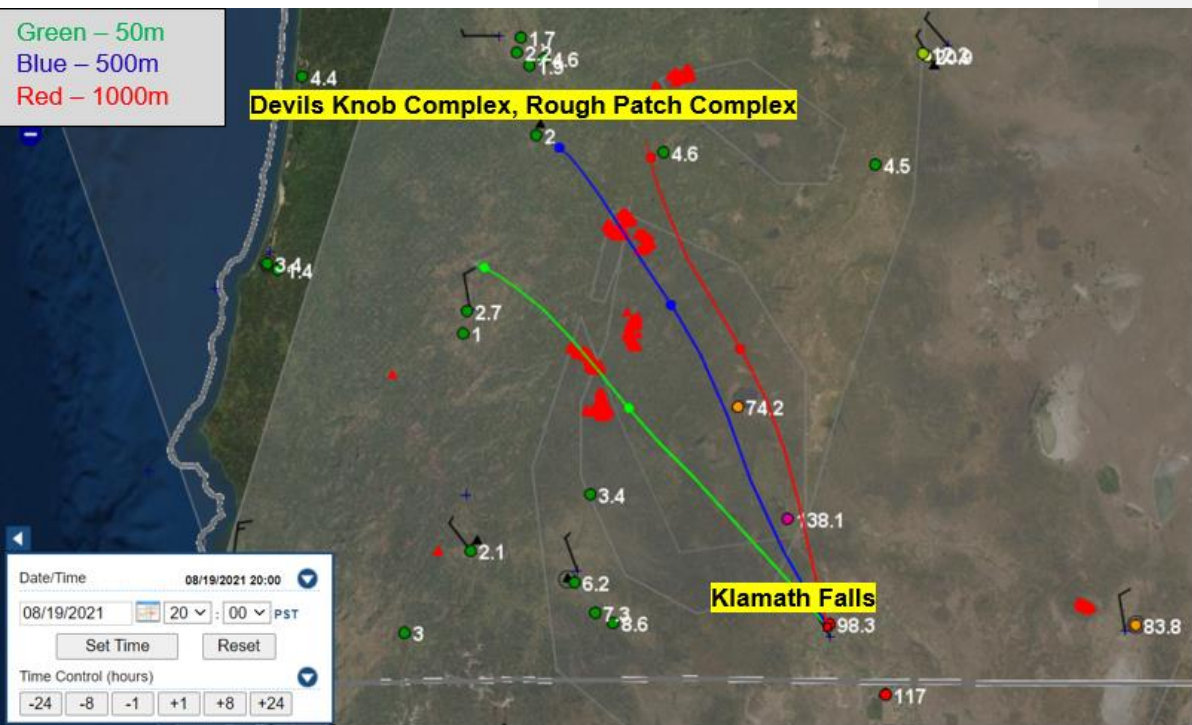 Green – 50m
Blue – 500m
Red – 1000m
1.7
2.2
4.6
1.9
4.4
Devils Knob Complex, Rough Patch Complex
2
4.6
4.5
3.4
1.4
2.7
1
74.2
3.4
138.1
2.1
6.2
Klamath Falls
7.3
8.6
98.3
83.8
3
117
Date/Time 08/19/2021 20:00
08/19/2021 20 : 00 PST
Set Time Reset
Time Control (hours)
-24 -8 -1 +1 +8 +24